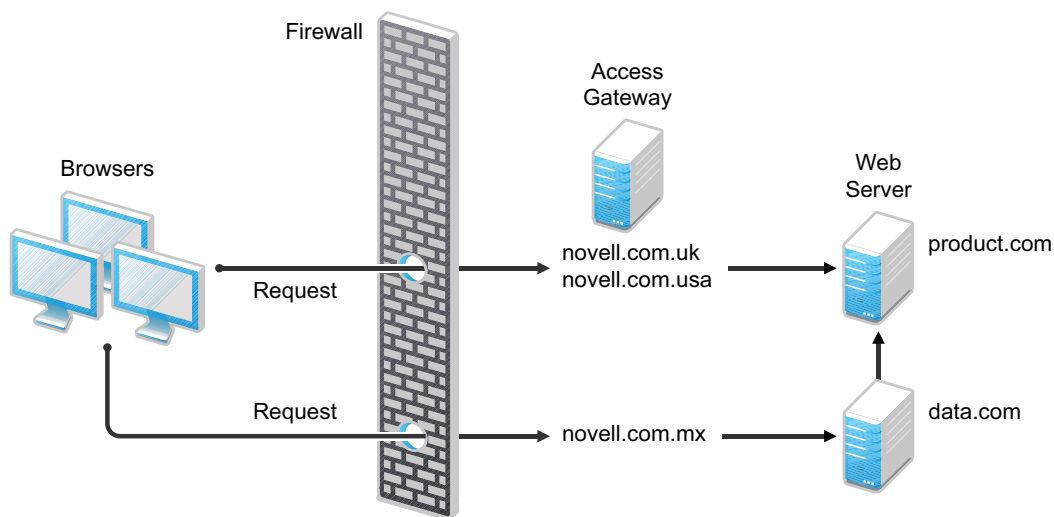 Firewall
Access
Gateway
Browsers
Web
Server
novell.com.uk
novell.com.usa
product.com
Request
Request
novell.com.mx
data.com